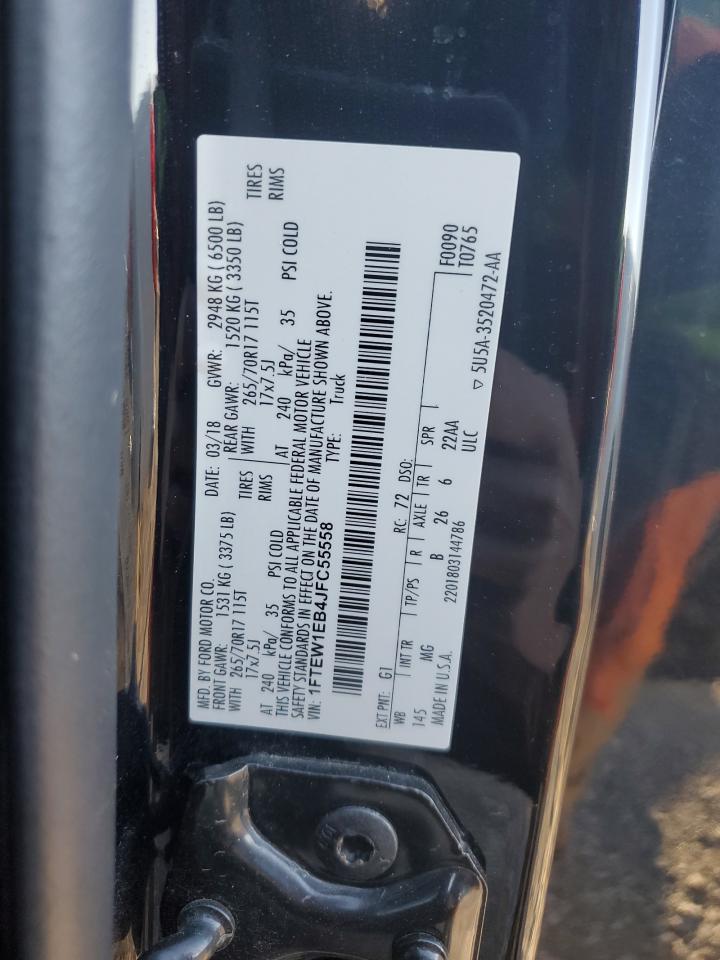 MFD. BY FORD MOTOR CO. DATE: 03/18 GVWR: 2948 KG ( 6500 LB)
FRONT GAWR: 1531 KG ( 3375 LB) REAR GAWR: 1520 KG ( 3350 LB)
WITH 265/70R17 115T TIRES WITH 265/70R17 115T TIRES
17x7.5J RIMS 17x7.5J RIMS
AT 240 kPa/ 35 PSI COLD AT 240 kPa/ 35 PSI COLD
THIS VEHICLE CONFORMS TO ALL APPLICABLE FEDERAL MOTOR VEHICLE
SAFETY STANDARDS IN EFFECT ON THE DATE OF MANUFACTURE SHOWN ABOVE.
VIN: 1FTEW1EB4JFC55558 TYPE: Truck
EXT PNT: G1 RC: 72 DSO: F0090
WB INT TR TP/PS R AXLE TR SPR T0765
145 MG B 26 6 22AA
MADE IN U.S.A. 2201803144786 ULC ▽ 5U5A-3520472-AA